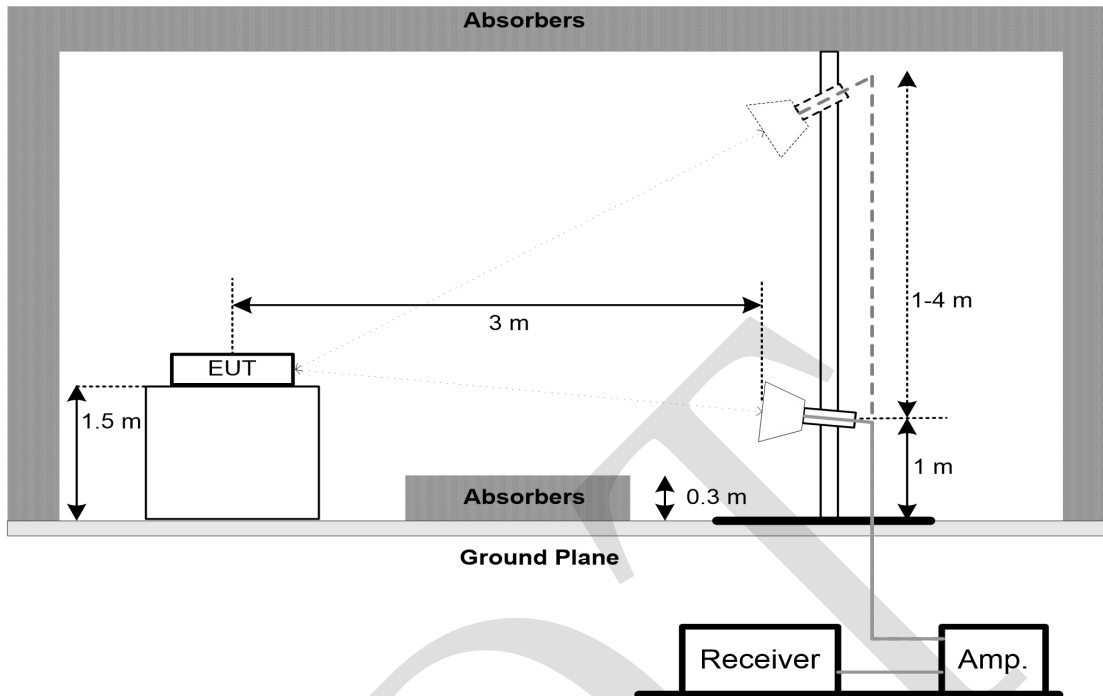 Absorbers
1-4 m
3 m
EUT
1.5 m
1 m
Absorbers
0.3 m
Ground Plane
Receiver
Amp.